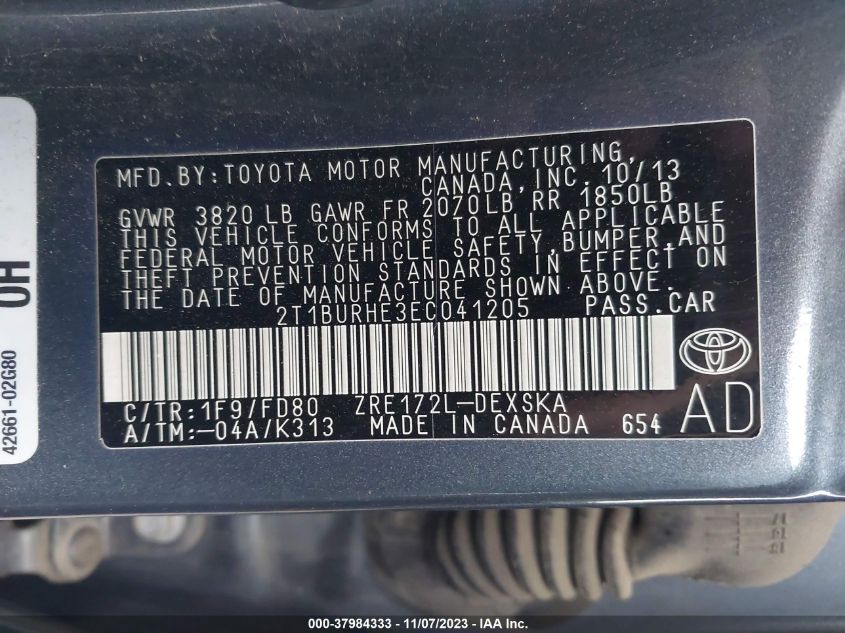 MFD.BY:TOYOTA MOTOR MANUFACTURING,
CANADA, INC. 10/13
GVWR 3820 LB GAWR FR 2070LB RR 1850LB
THIS VEHICLE CONFORMS TO ALL APPLICABLE
FEDERAL MOTOR VEHICLE SAFETY, BUMPER, AND
THEFT PREVENTION STANDARDS IN EFFECT ON
THE DATE OF MANUFACTURE SHOWN ABOVE.
2T1BURHE3EC041205 PASS.CAR
C/TR:1F9/FD80 ZRE172L-DEXSKA
A/TM:-04A/K313 MADE IN CANADA 654
AD
42661-02G80
0H
000-37984333 - 11/07/2023 - IAA Inc.